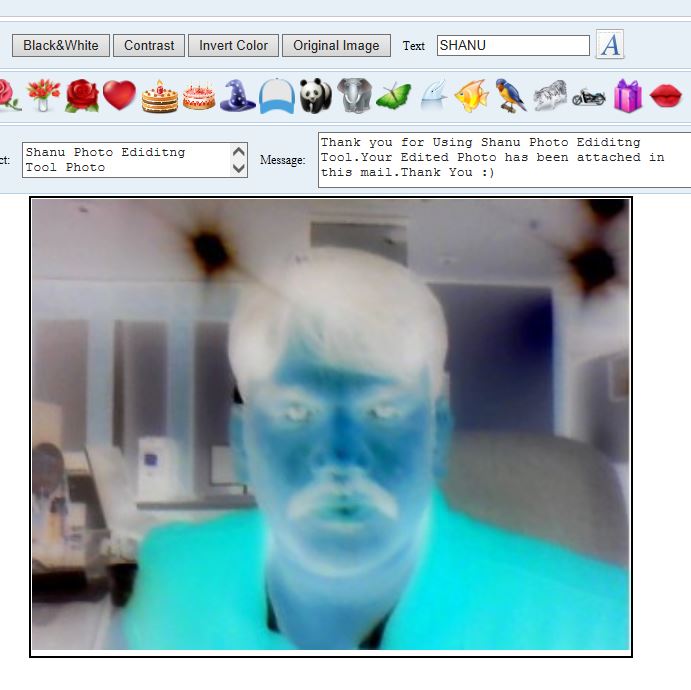 Black&White Contrast Invert Color Original Image Text SHANU A
ct: Shanu Photo Ediditng
Tool Photo
Message: Thank you for Using Shanu Photo Ediditng
Tool.Your Edited Photo has been attached in
this mail.Thank You :)